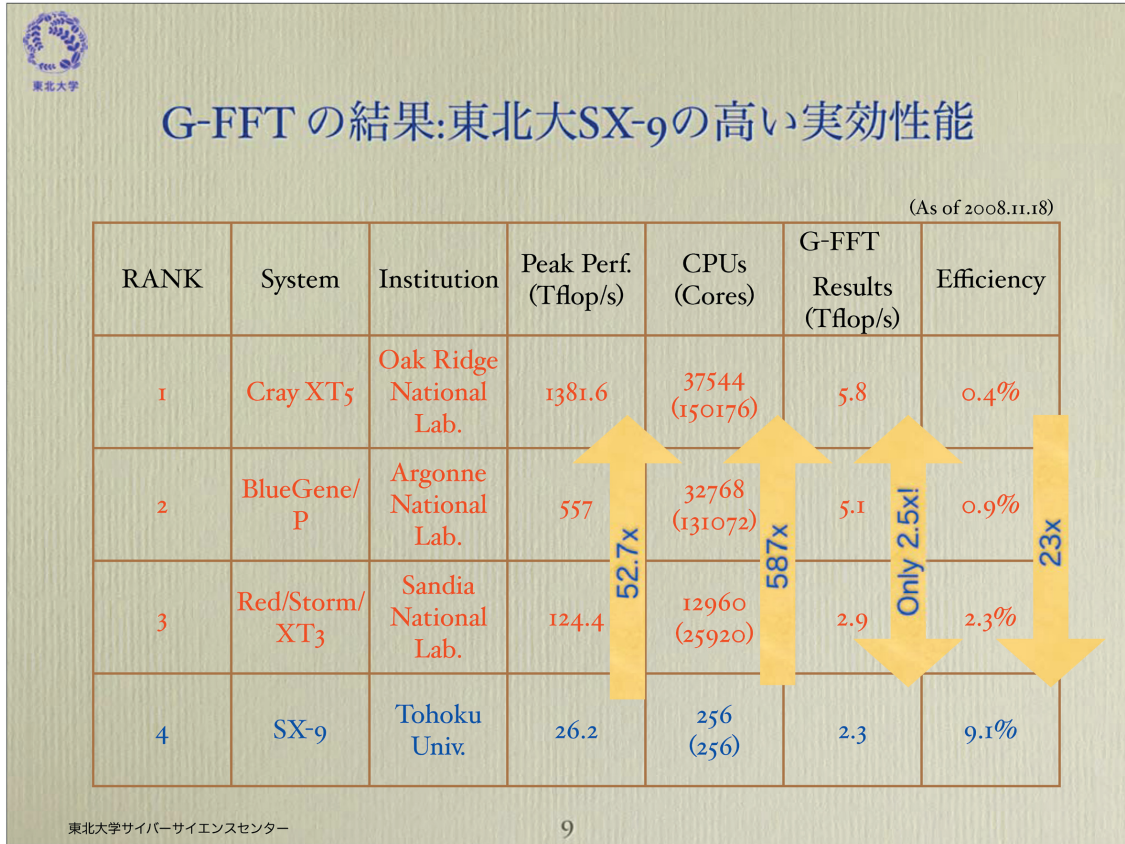 東北大学
G-FFT の結果:東北大SX-9の高い実効性能
(As of 2008.11.18)
RANK
System
Institution
Peak Perf.
(Tflop/s)
CPUs
(Cores)
G-FFT
Results
(Tflop/s)
Efficiency
1
Cray XT5
Oak Ridge
National
Lab.
1381.6
37544
(150176)
5.8
0.4%
2
BlueGene/
P
Argonne
National
Lab.
557
32768
(131072)
5.1
0.9%
3
Red/Storm/
XT3
Sandia
National
Lab.
124.4
12960
(25920)
2.9
2.3%
4
SX-9
Tohoku
Univ.
26.2
256
(256)
2.3
9.1%
52.7x
587x
Only 2.5x!
23x
東北大学サイバーサイエンスセンター
9